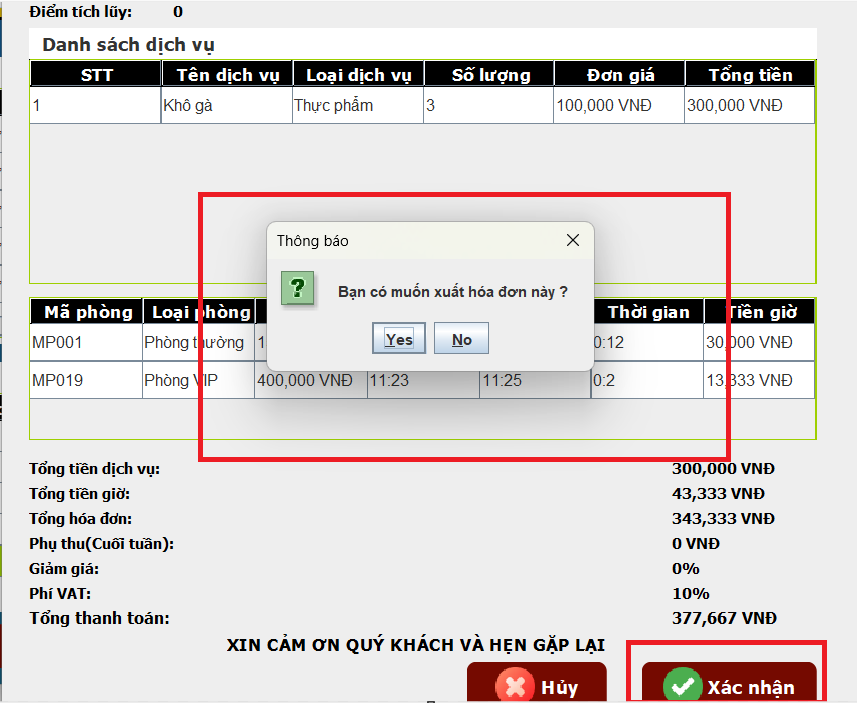 Điểm tích lũy: 0
Danh sách dịch vụ
STT Tên dịch vụ Loại dịch vụ Số lượng Đơn giá Tổng tiền
1 Khô gà Thực phẩm 3 100,000 VNĐ 300,000 VNĐ
Thông báo
Bạn có muốn xuất hóa đơn này ?
Yes No
Mã phòng Loại phòng Thời gian Tiền giờ
MP001 Phòng thường 0:12 30,000 VNĐ
MP019 Phòng VIP 400,000 VNĐ 11:23 11:25 0:2 13,333 VNĐ
Tổng tiền dịch vụ: 300,000 VNĐ
Tổng tiền giờ: 43,333 VNĐ
Tổng hóa đơn: 343,333 VNĐ
Phụ thu(Cuối tuần): 0 VNĐ
Giảm giá: 0%
Phí VAT: 10%
Tổng thanh toán: 377,667 VNĐ
XIN CẢM ƠN QUÝ KHÁCH VÀ HẸN GẶP LẠI
Hủy Xác nhận